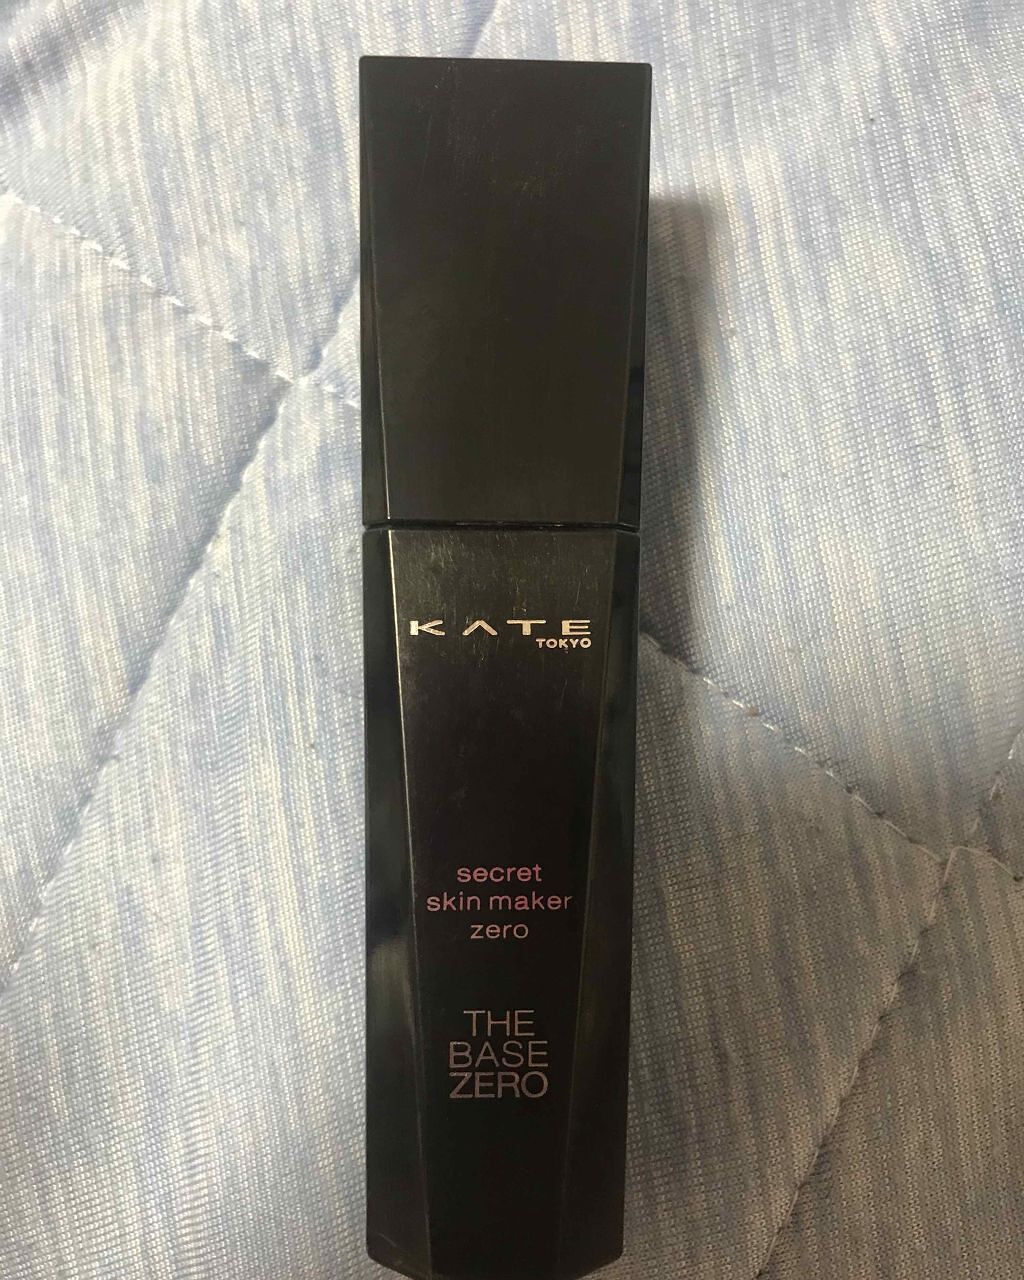 KATE
TOKYO
secret
skin maker
zero
THE
BASE
ZERO